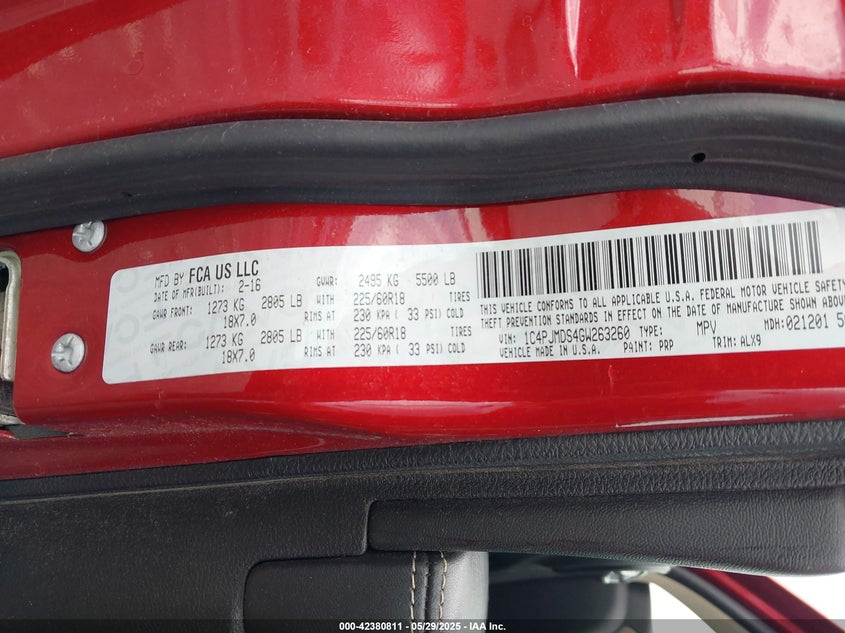 MFD BY FCA US LLC
DATE OF MFR(BUILT): 2-16 GVWR: 2495 KG 5500 LB
GAWR FRONT: 1273 KG 2805 LB WITH 225/60R18 TIRES
18X7.0 RIMS AT 230 KPA ( 33 PSI) COLD
GAWR REAR: 1273 KG 2805 LB WITH 225/60R18 TIRES
18X7.0 RIMS AT 230 KPA ( 33 PSI) COLD
THIS VEHICLE CONFORMS TO ALL APPLICABLE U.S.A. FEDERAL MOTOR VEHICLE SAFETY
THEFT PREVENTION STANDARDS IN EFFECT ON THE DATE OF MANUFACTURE SHOWN ABOVE
VIN: 1C4PJMDS4GW263260 TYPE: MPV MDH:021201
VEHICLE MADE IN U.S.A. PAINT: PRP TRIM: ALX9
000-42380811 - 05/29/2025 - IAA Inc.